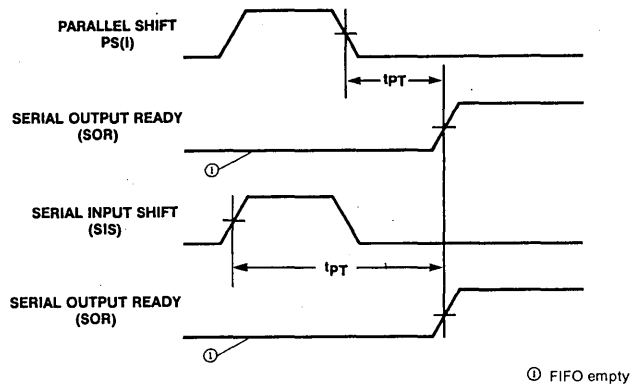 PARALLEL SHIFT
PS(I)
tPT
SERIAL OUTPUT READY
(SOR)
①
SERIAL INPUT SHIFT
(SIS)
tPT
SERIAL OUTPUT READY
(SOR)
①
① FIFO empty